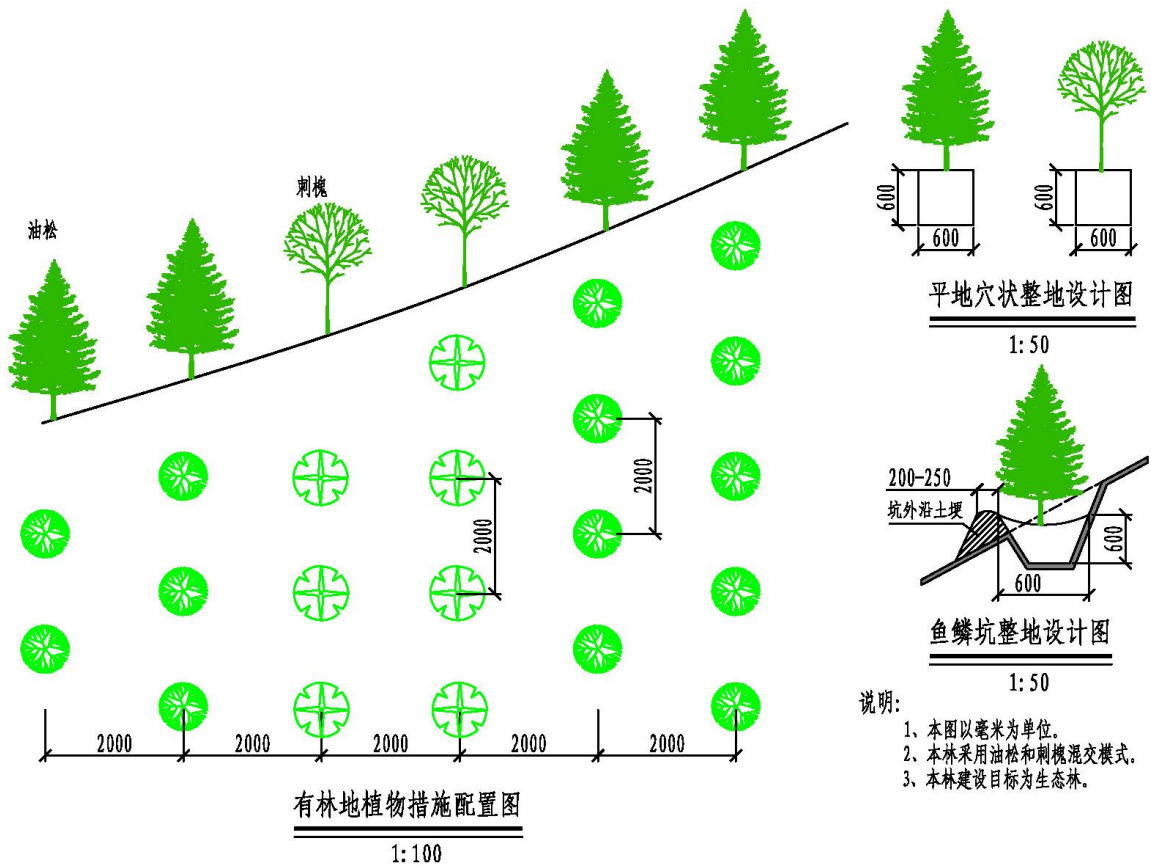 油松
刺槐
2000
2000
2000 2000 2000 2000 2000
有林地植物措施配置图
1:100
600
600
600
600
平地穴状整地设计图
1:50
200-250
坑外沿土埂
600
600
鱼鳞坑整地设计图
1:50
说明:
1、本图以毫米为单位。
2、本林采用油松和刺槐混交模式。
3、本林建设目标为生态林。